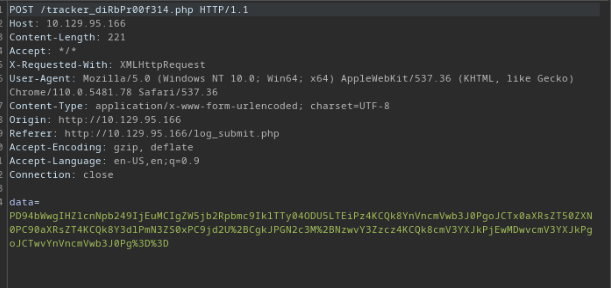 POST /tracker_diRbPr00f314.php HTTP/1.1
Host: 10.129.95.166
Content-Length: 221
Accept: */*
X-Requested-With: XMLHttpRequest
User-Agent: Mozilla/5.0 (Windows NT 10.0; Win64; x64) AppleWebKit/537.36 (KHTML, like Gecko)
Chrome/110.0.5481.78 Safari/537.36
Content-Type: application/x-www-form-urlencoded; charset=UTF-8
Origin: http://10.129.95.166
Referer: http://10.129.95.166/log_submit.php
Accept-Encoding: gzip, deflate
Accept-Language: en-US,en;q=0.9
Connection: close
data=
PD94bWwgIHZlcnNpb249IjEuMCIgZW5jb2Rpbmc9IklTTy04ODU5LTEiPz4KCQk8YnVncmVwb3J0PgoJCTx0aXRsZT50ZXN
0PC90aXRsZT4KCQk8Y3dlPmN3ZS0xPC9jd2U%2BCgkJPGN2c3M%2BNzwvY3Zzcz4KCQk8cmV3YXJkPjEwMDwvcmV3YXJkPg
oJCTwvYnVncmVwb3J0Pg%3D%3D